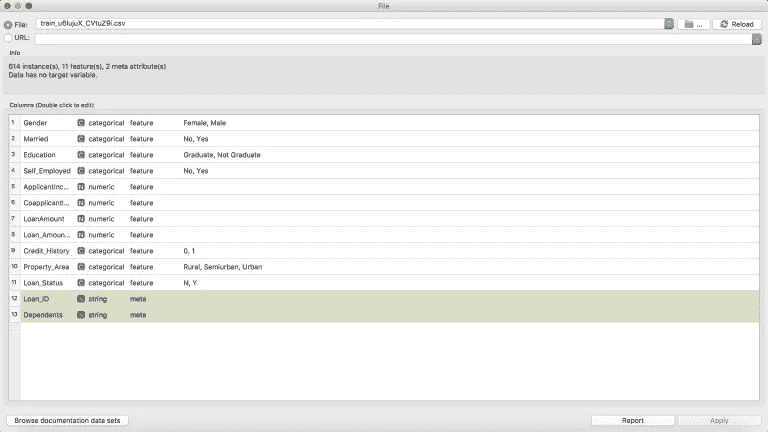 File
File: train_u6lujuX_CVtuZ9i.csv ... Reload
URL:
Info
614 instance(s), 11 feature(s), 2 meta attribute(s)
Data has no target variable.
Columns (Double click to edit)
1 Gender C categorical feature Female, Male
2 Married C categorical feature No, Yes
3 Education C categorical feature Graduate, Not Graduate
4 Self_Employed C categorical feature No, Yes
5 ApplicantInc... N numeric feature
6 CoapplicantI... N numeric feature
7 LoanAmount N numeric feature
8 Loan_Amoun... N numeric feature
9 Credit_History C categorical feature 0, 1
10 Property_Area C categorical feature Rural, Semiurban, Urban
11 Loan_Status C categorical feature N, Y
12 Loan_ID S string meta
13 Dependents S string meta
Browse documentation data sets Report Apply